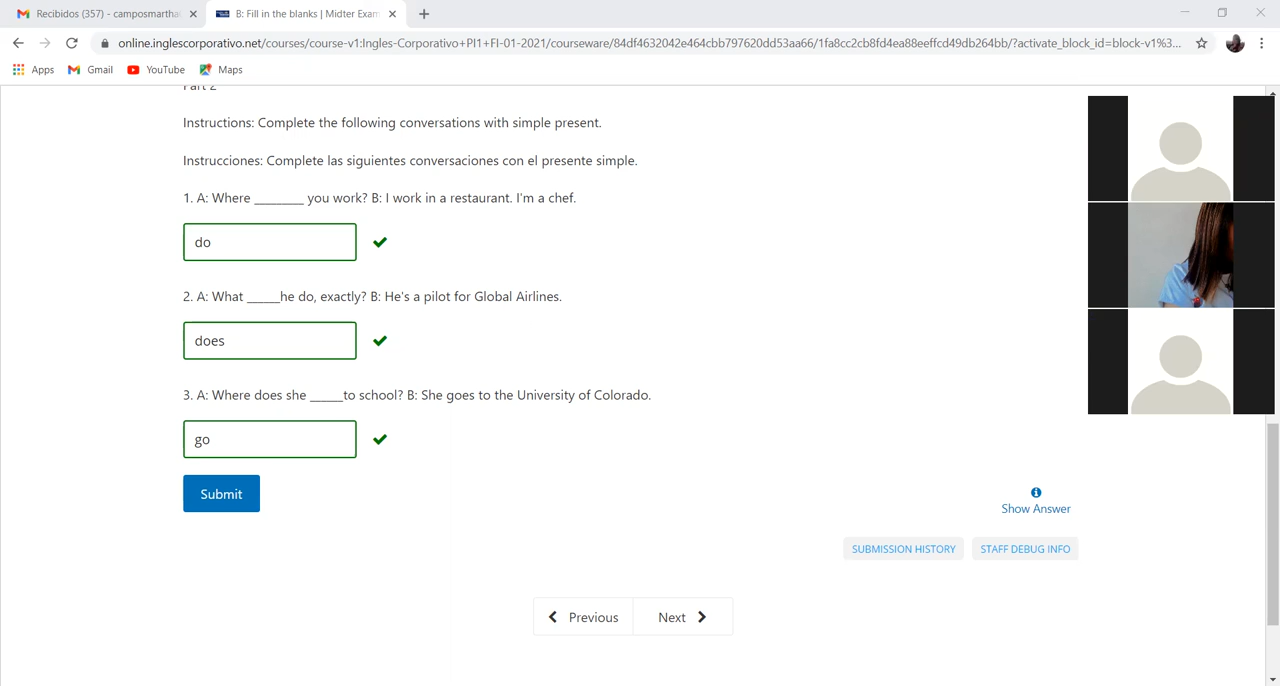 Recibidos (357) - camposmartha
B: Fill in the blanks | Midter Exam
online.inglescorporativo.net/courses/course-v1:Ingles-Corporativo+PI1+FI-01-2021/courseware/84df4632042e464cbb797620dd53aa66/1fa8cc2cb8fd4ea88eeffcd49db264bb/?activate_block_id=block-v1%3...
Apps Gmail YouTube Maps
Part 2
Instructions: Complete the following conversations with simple present.
Instrucciones: Complete las siguientes conversaciones con el presente simple.
1. A: Where ________ you work? B: I work in a restaurant. I'm a chef.
do
2. A: What ______he do, exactly? B: He's a pilot for Global Airlines.
does
3. A: Where does she ______to school? B: She goes to the University of Colorado.
go
Submit
Show Answer
SUBMISSION HISTORY STAFF DEBUG INFO
Previous Next